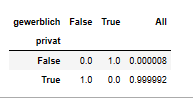 gewerblich False True All
privat
False 0.0 1.0 0.000008
True 1.0 0.0 0.999992